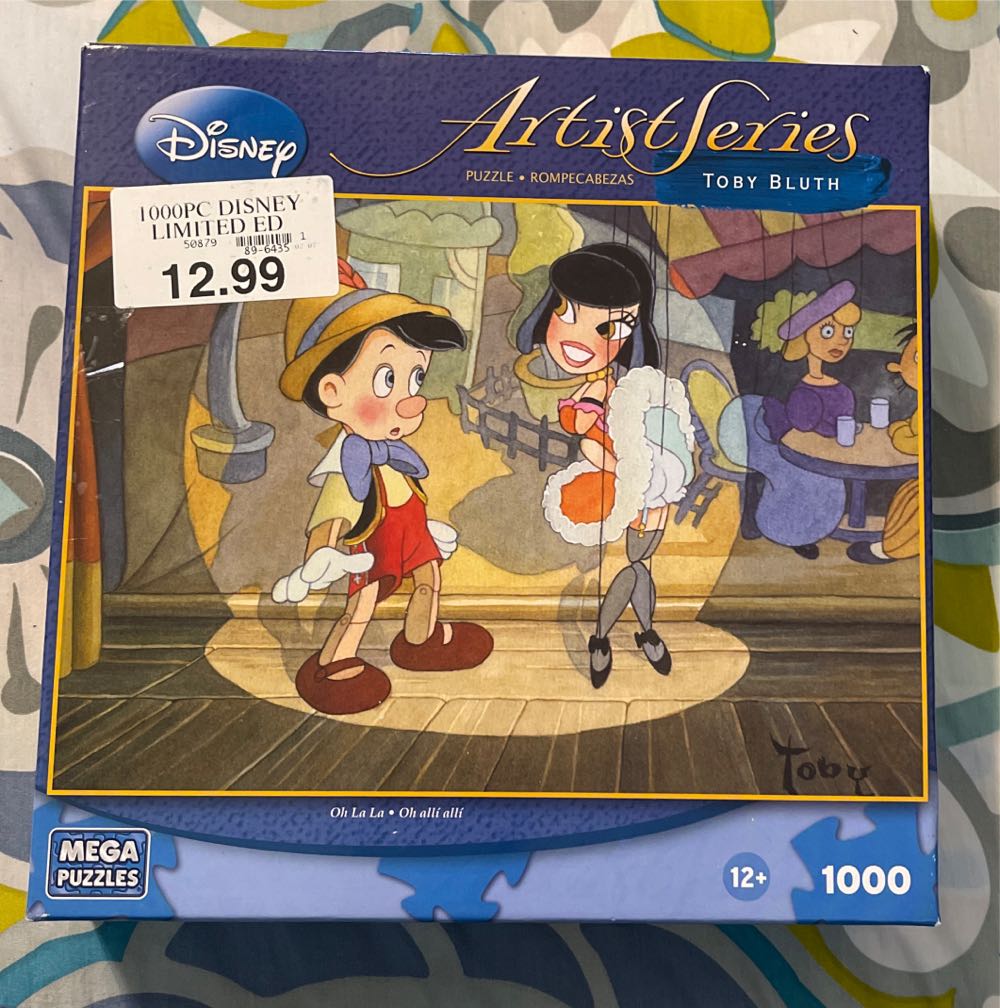 Disney
Artist Series
PUZZLE • ROMPECABEZAS
TOBY BLUTH
1000PC DISNEY
LIMITED ED
50879
1
89-6435
12.99
Toby
Oh La La • Oh allí allí
MEGA
PUZZLES
12+
1000